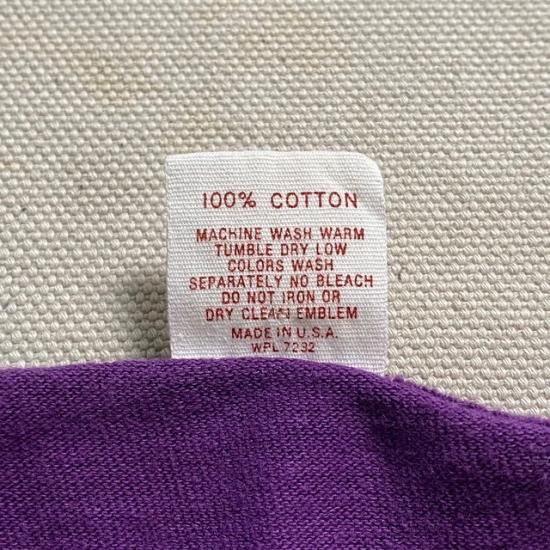 100% COTTON
MACHINE WASH WARM
TUMBLE DRY LOW
COLORS WASH
SEPARATELY NO BLEACH
DO NOT IRON OR
DRY CLEAN EMBLEM
MADE IN U.S.A.
WPL 7232